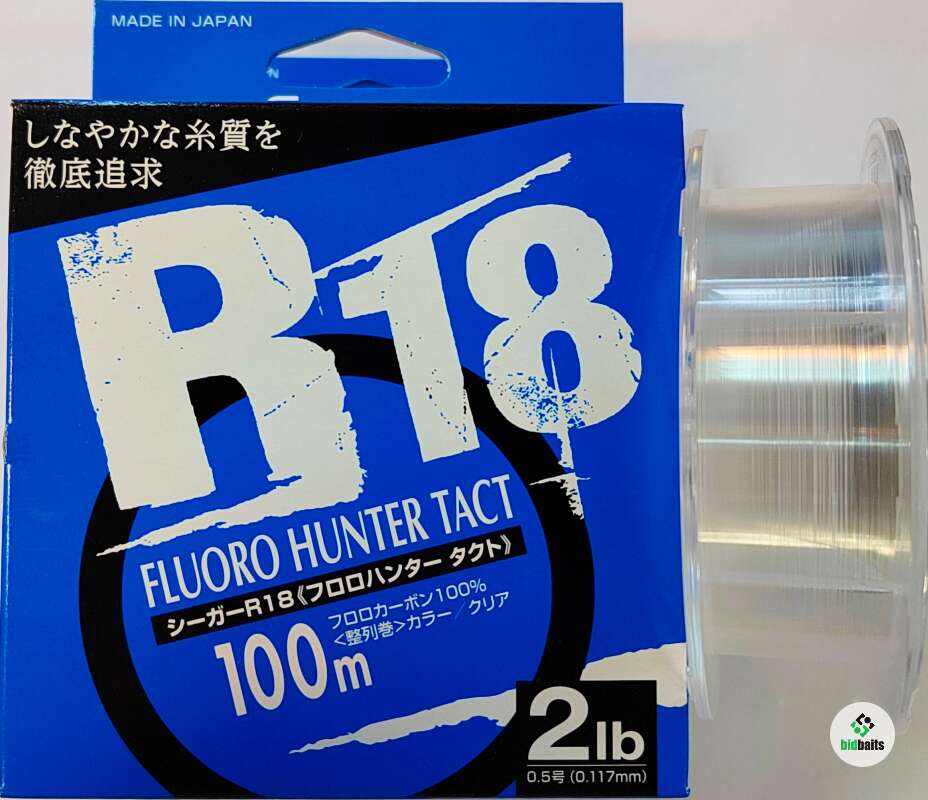 MADE IN JAPAN
しなやかな糸質を
徹底追求
R18
FLUORO HUNTER TACT
シーガーR18《フロロハンター タクト》
フロロカーボン100%
<整列巻>カラー/クリア
100m
2lb
0.5号(0.117mm)
bidbaits